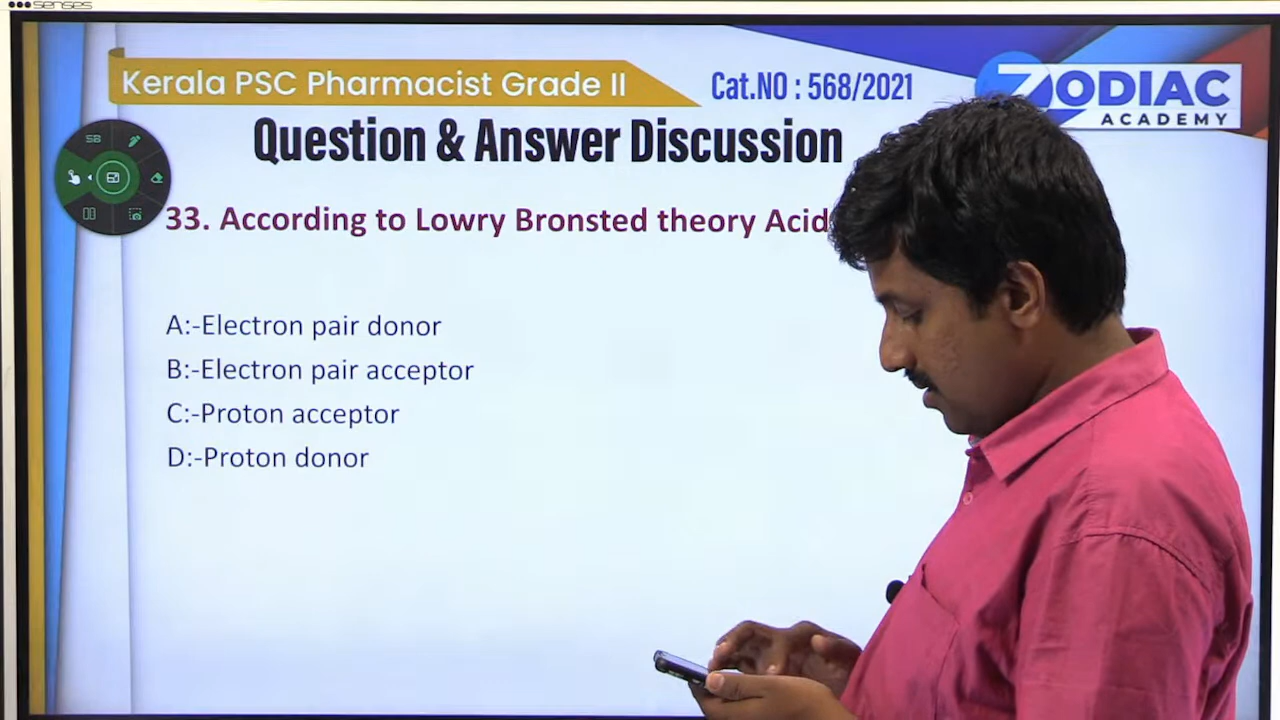 senses
Kerala PSC Pharmacist Grade II
Cat.NO : 568/2021
ZODIAC
ACADEMY
Question & Answer Discussion
33. According to Lowry Bronsted theory Acid
A:-Electron pair donor
B:-Electron pair acceptor
C:-Proton acceptor
D:-Proton donor